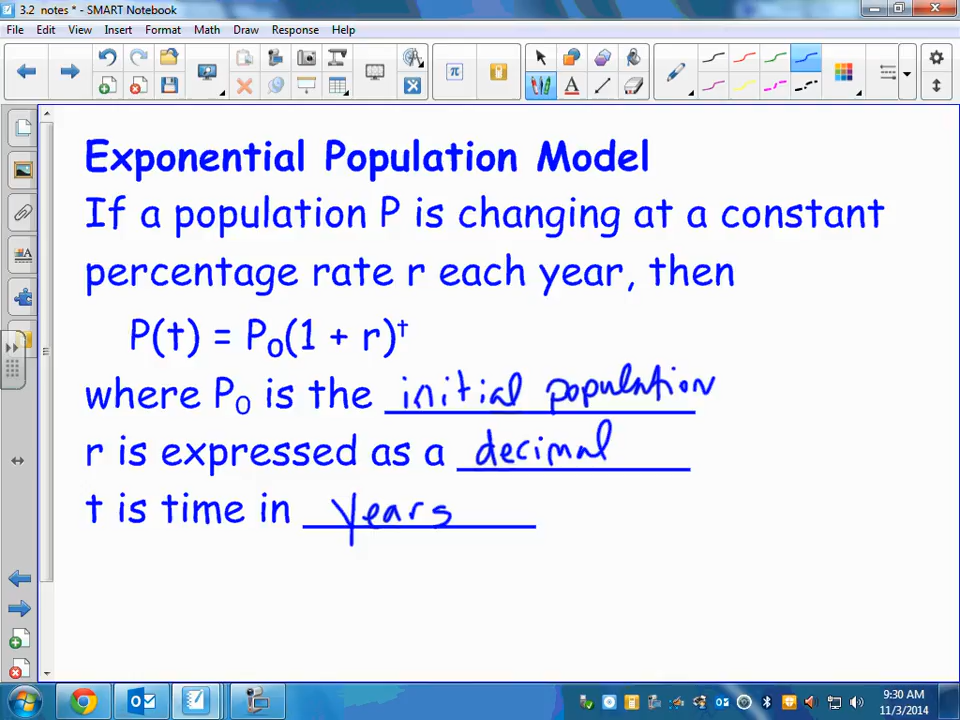 3.2 notes * - SMART Notebook
File Edit View Insert Format Math Draw Response Help
Exponential Population Model
If a population P is changing at a constant
percentage rate r each year, then
P(t) = P₀(1 + r)ᵗ
where P₀ is the initial population
r is expressed as a decimal
t is time in years
9:30 AM
11/3/2014